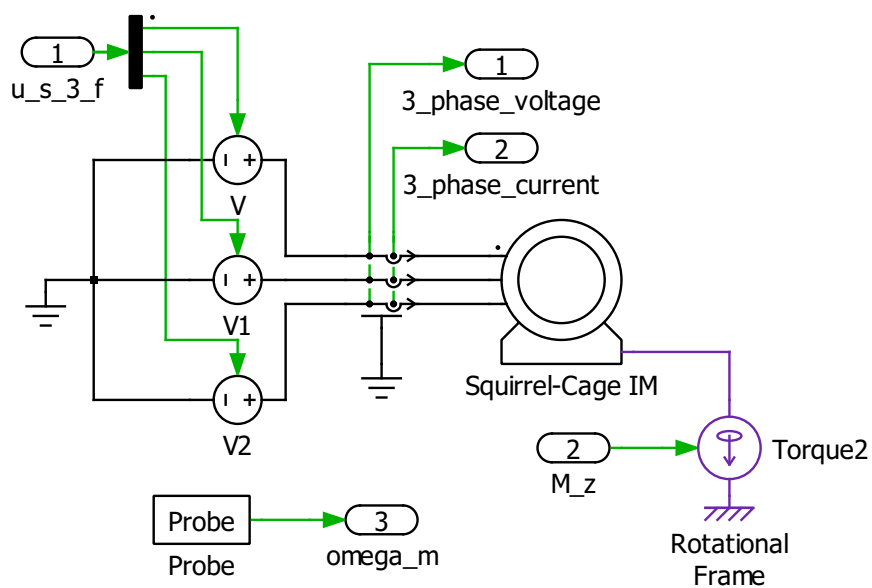 1
u_s_3_f
1
3_phase_voltage
2
3_phase_current
V
V1
V2
Squirrel-Cage IM
2
M_z
Torque2
Rotational
Frame
Probe
Probe
3
omega_m